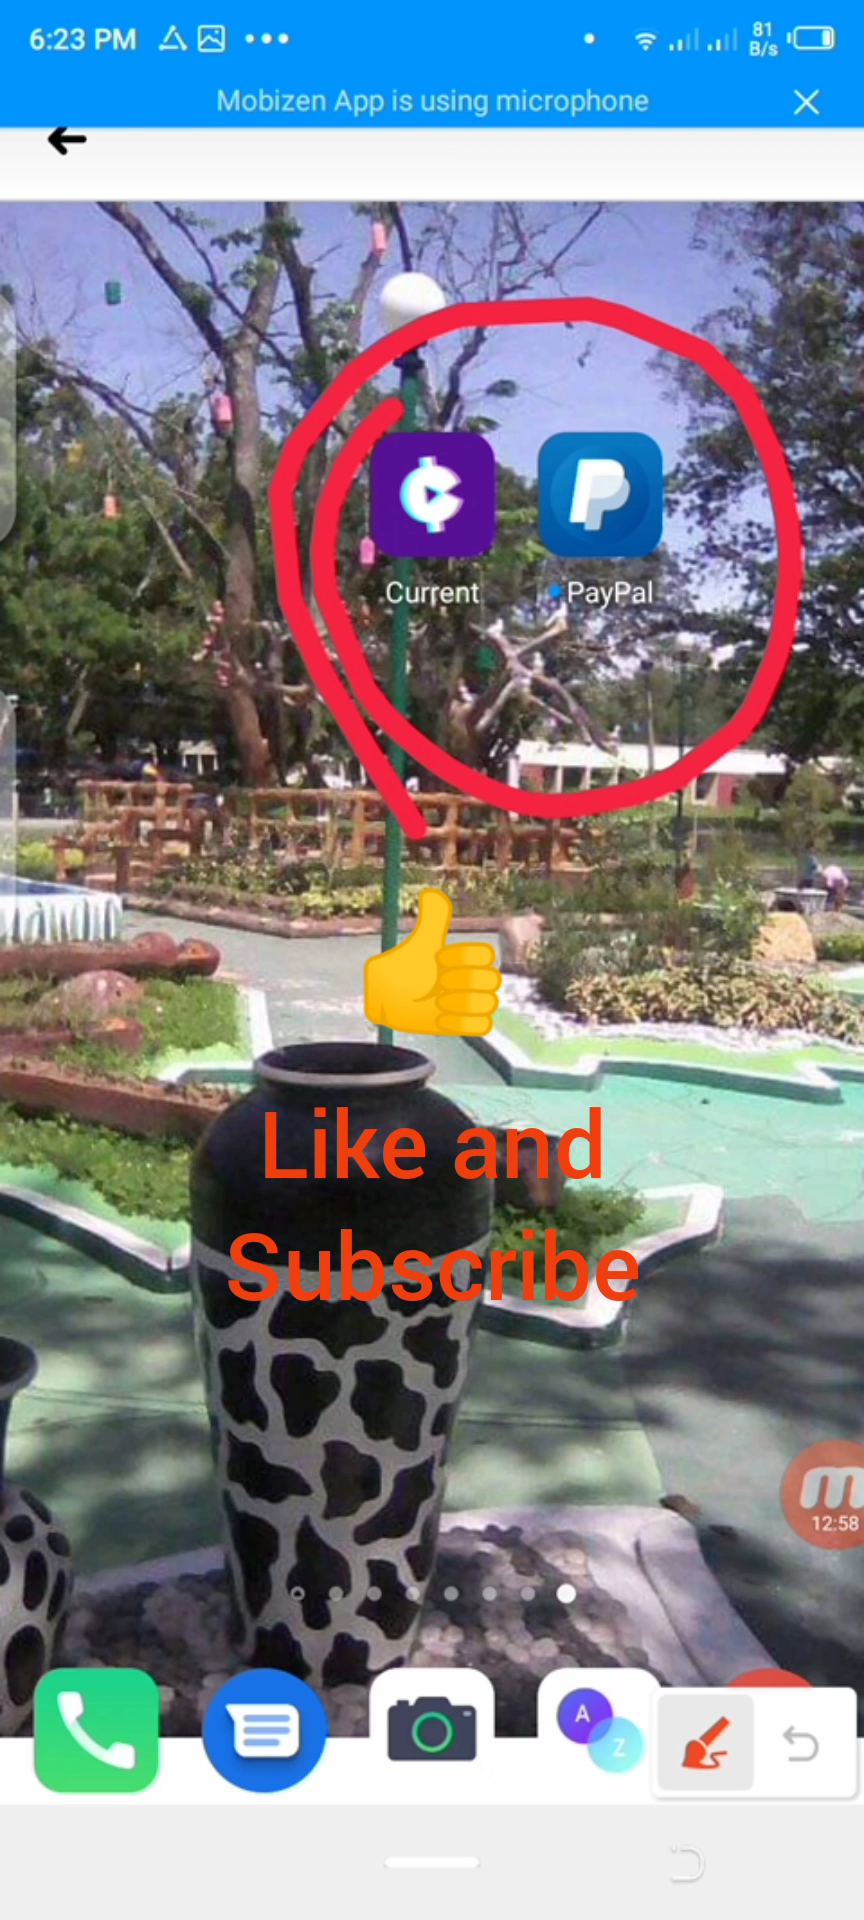 6:23 PM
81
B/s
Mobizen App is using microphone
Current
PayPal
Like and
Subscribe
12:58
A
Z